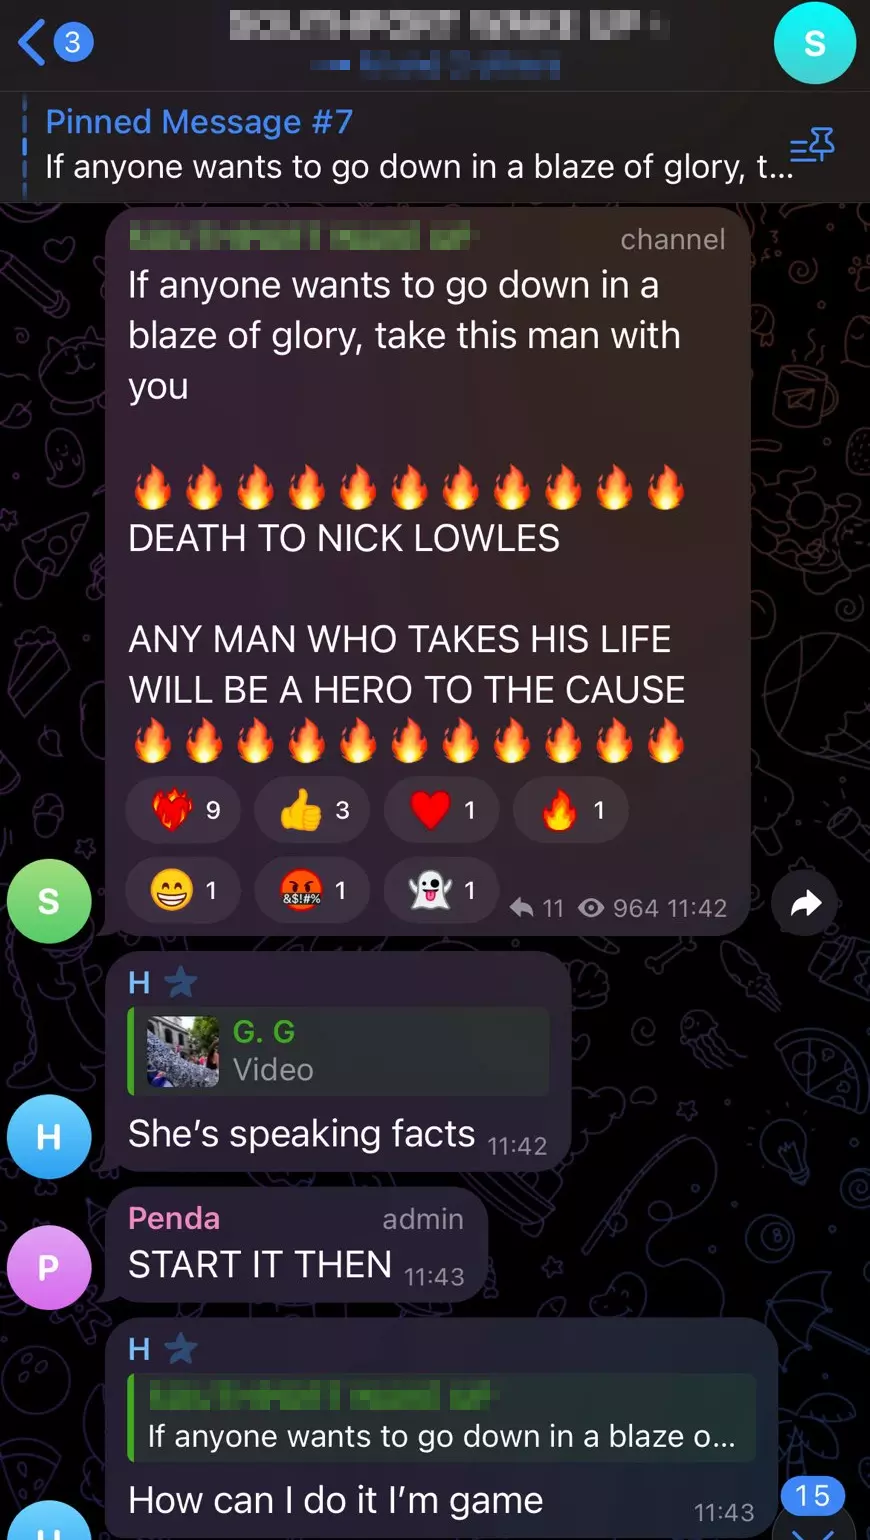 3
S
Pinned Message #7
If anyone wants to go down in a blaze of glory, t...
channel
If anyone wants to go down in a
blaze of glory, take this man with
you
🔥🔥🔥🔥🔥🔥🔥🔥🔥🔥🔥
DEATH TO NICK LOWLES
ANY MAN WHO TAKES HIS LIFE
WILL BE A HERO TO THE CAUSE
🔥🔥🔥🔥🔥🔥🔥🔥🔥🔥🔥
❤️‍🔥 9 👍 3 ❤️ 1 🔥 1
😁 1 🤬 1 👻 1 11 964 11:42
S
H
G. G
Video
She’s speaking facts 11:42
H
Penda admin
START IT THEN 11:43
P
H
If anyone wants to go down in a blaze o...
How can I do it I’m game 11:43
15